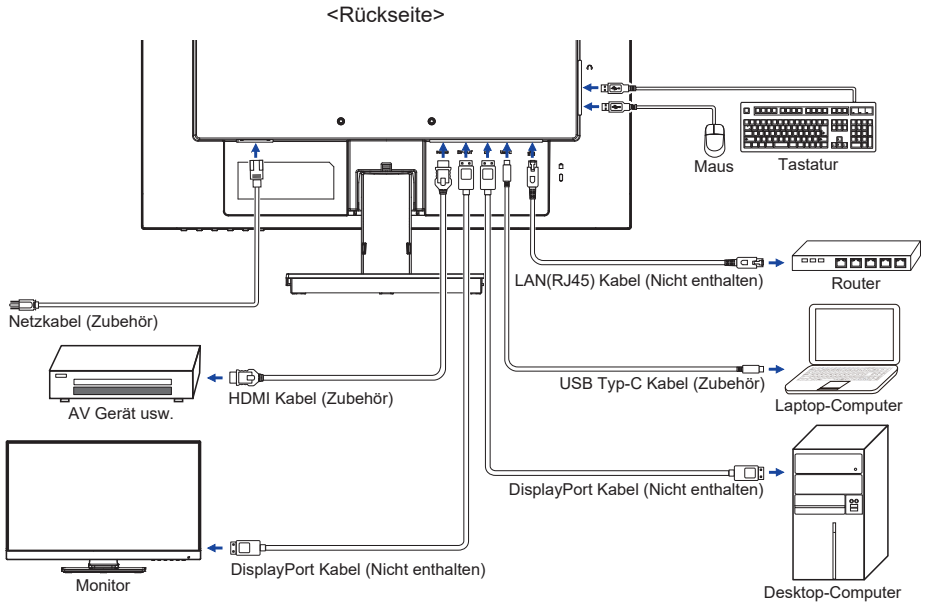 <Rückseite>
Maus
Tastatur
LAN(RJ45) Kabel (Nicht enthalten)
Router
Netzkabel (Zubehör)
USB Typ-C Kabel (Zubehör)
HDMI Kabel (Zubehör)
Laptop-Computer
AV Gerät usw.
DisplayPort Kabel (Nicht enthalten)
DisplayPort Kabel (Nicht enthalten)
Monitor
Desktop-Computer